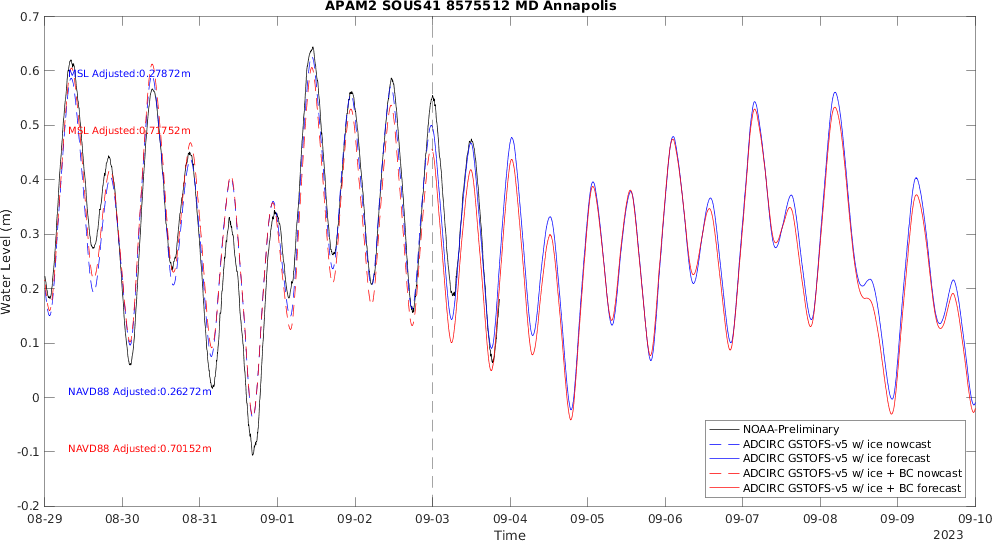 APAM2 SOUS41 8575512 MD Annapolis
0.7
0.6
0.5
0.4
0.3
0.2
0.1
0
-0.1
-0.2
Water Level (m)
MSL Adjusted:0.27872m
MSL Adjusted:0.71752m
NAVD88 Adjusted:0.26272m
NAVD88 Adjusted:0.70152m
NOAA-Preliminary
ADCIRC GSTOFS-v5 w/ ice nowcast
ADCIRC GSTOFS-v5 w/ ice forecast
ADCIRC GSTOFS-v5 w/ ice + BC nowcast
ADCIRC GSTOFS-v5 w/ ice + BC forecast
08-29 08-30 08-31 09-01 09-02 09-03 09-04 09-05 09-06 09-07 09-08 09-09 09-10
Time
2023